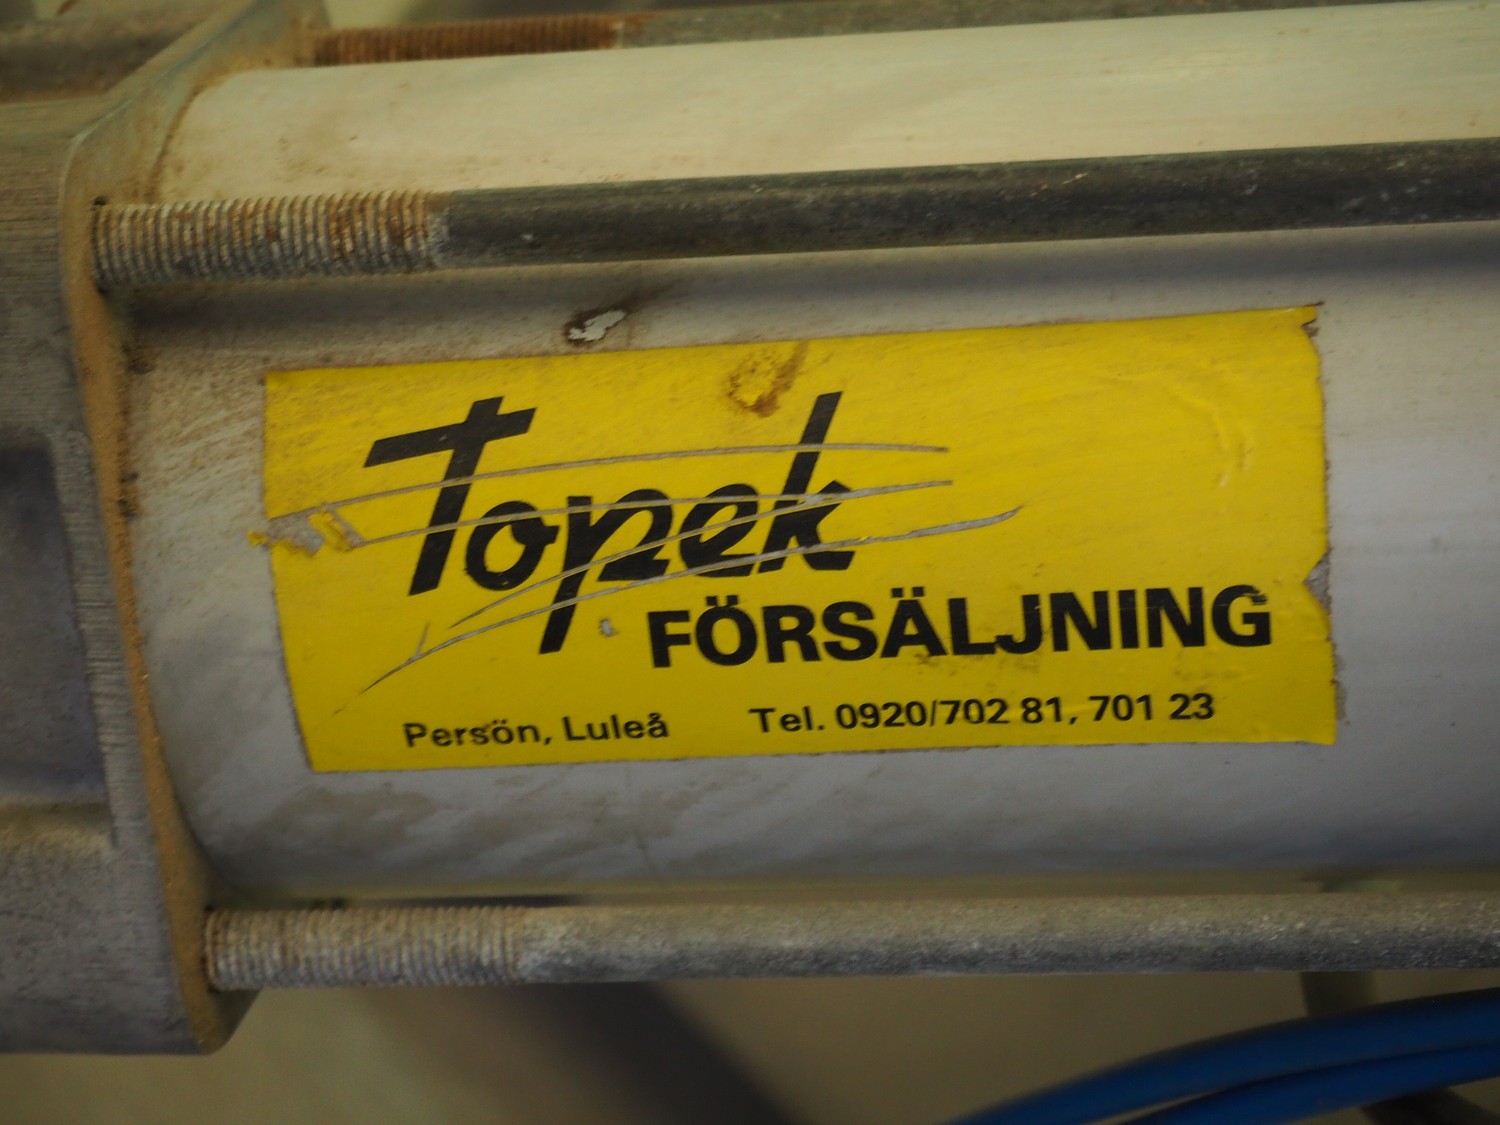 Topek
FÖRSÄLJNING
Persön, Luleå Tel. 0920/702 81, 701 23